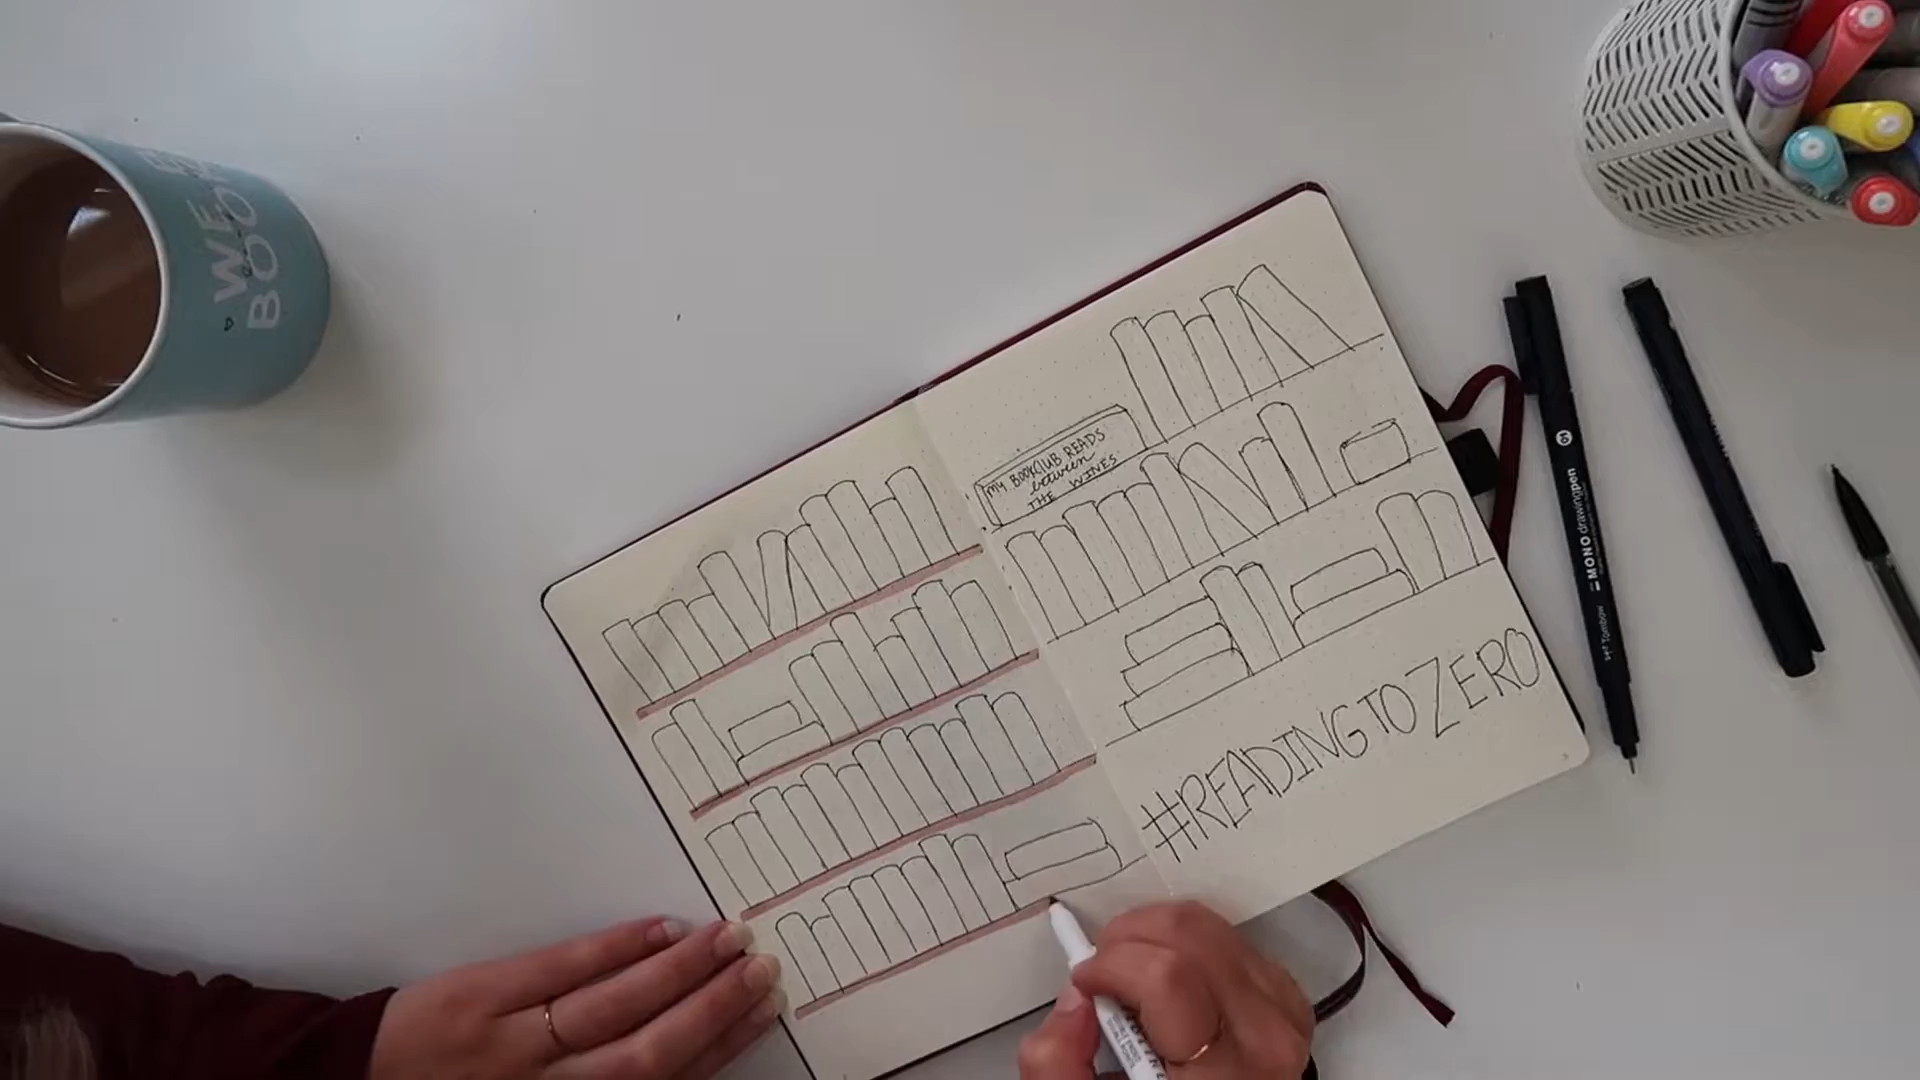 WE
BOO
MY BOOKCLUB READS
between
THE WINES
#READINGTOZERO
MONO drawing pen
Tombow